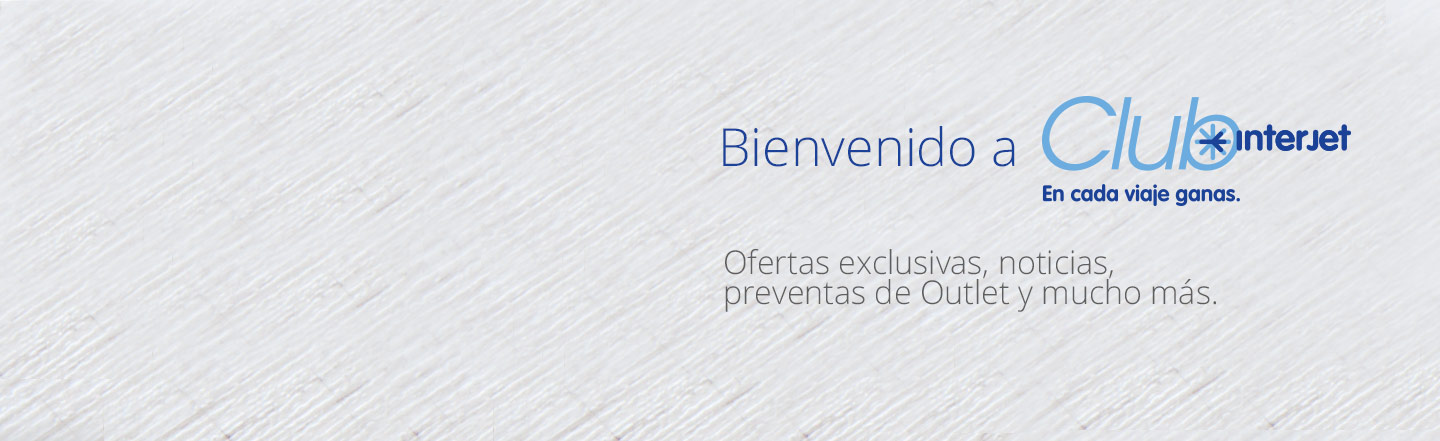 Bienvenido a Club interjet
En cada viaje ganas.
Ofertas exclusivas, noticias,
preventas de Outlet y mucho más.